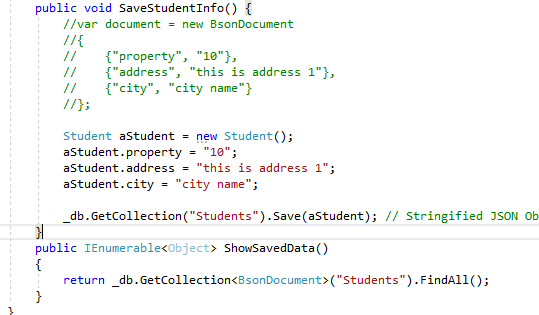 public void SaveStudentInfo() {
//var document = new BsonDocument
//{
//    {"property", "10"},
//    {"address", "this is address 1"},
//    {"city", "city name"}
//};
Student aStudent = new Student();
aStudent.property = "10";
aStudent.address = "this is address 1";
aStudent.city = "city name";
_db.GetCollection("Students").Save(aStudent); // Stringified JSON Ob
}
public IEnumerable<Object> ShowSavedData()
{
return _db.GetCollection<BsonDocument>("Students").FindAll();
}
}